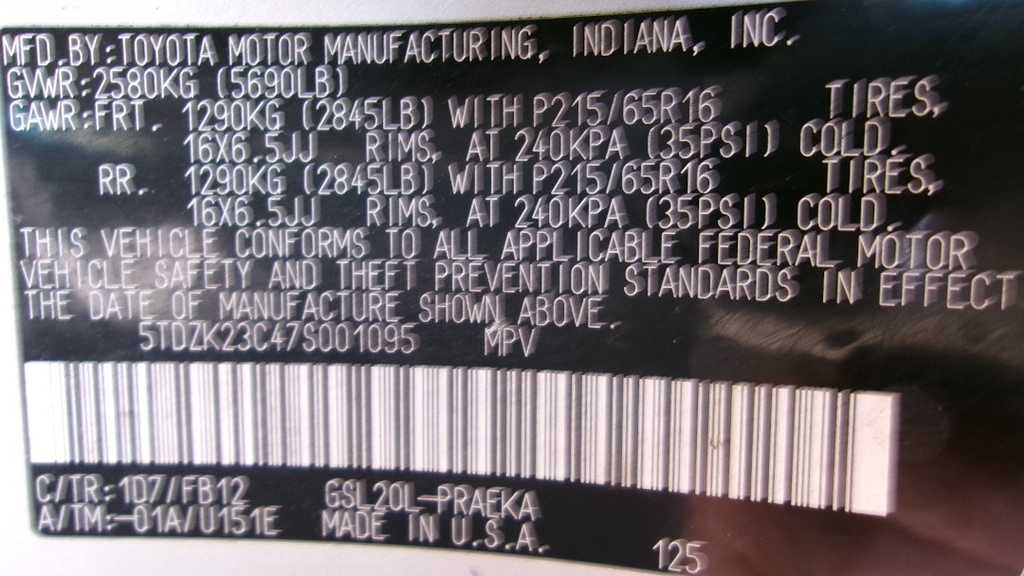 MFD.BY:TOYOTA MOTOR MANUFACTURING, INDIANA, INC.
GVWR:2580KG (5690LB)
GAWR:FRT. 1290KG (2845LB) WITH P215/65R16 TIRES,
16X6.5JJ RIMS, AT 240KPA (35PSI) COLD.
RR. 1290KG (2845LB) WITH P215/65R16 TIRES,
16X6.5JJ RIMS, AT 240KPA (35PSI) COLD.
THIS VEHICLE CONFORMS TO ALL APPLICABLE FEDERAL MOTOR
VEHICLE SAFETY AND THEFT PREVENTION STANDARDS IN EFFECT
THE DATE OF MANUFACTURE SHOWN ABOVE.
5TDZK23C47S001095 MPV
C/TR:1D7/FB12 GSL20L-PRAEKA
A/TM:-01A/U151E MADE IN U.S.A.
125